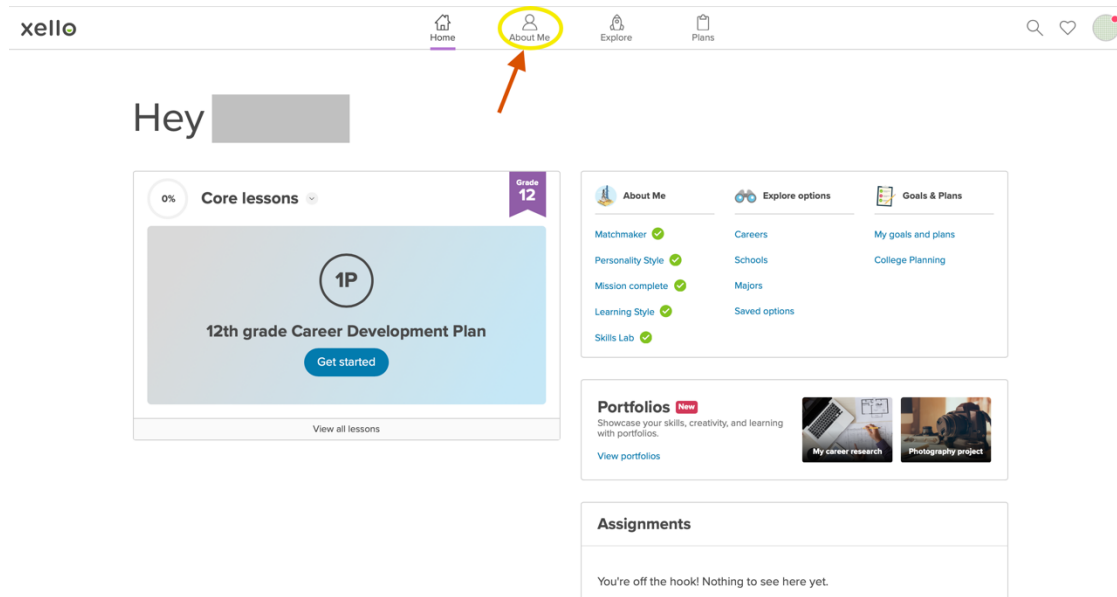 xello
Home
About Me
Explore
Plans
Hey
0%
Core lessons
Grade
12
1P
12th grade Career Development Plan
Get started
View all lessons
About Me
Matchmaker
Personality Style
Mission complete
Learning Style
Skills Lab
Explore options
Careers
Schools
Majors
Saved options
Goals & Plans
My goals and plans
College Planning
Portfolios New
Showcase your skills, creativity, and learning
with portfolios.
View portfolios
My career research
Photography project
Assignments
You're off the hook! Nothing to see here yet.